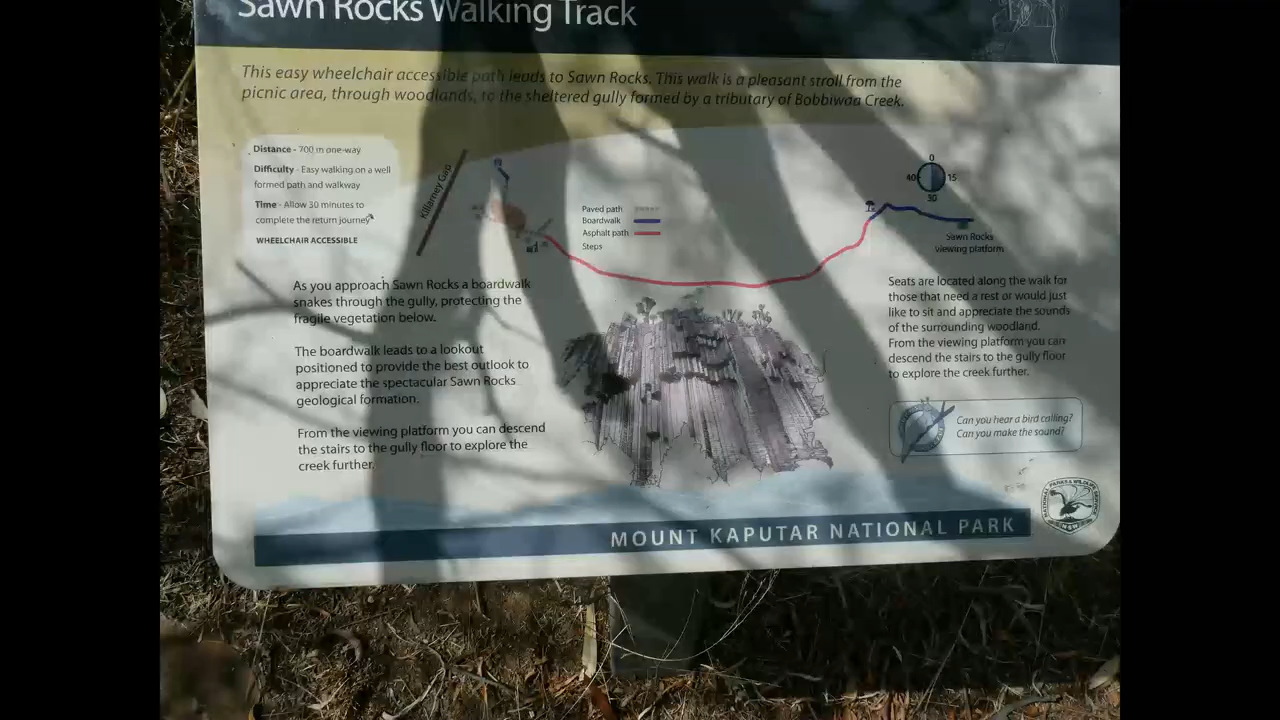 Sawn Rocks Walking Track
This easy wheelchair accessible path leads to Sawn Rocks. This walk is a pleasant stroll from the
picnic area, through woodlands, to the sheltered gully formed by a tributary of Bobbiwaa Creek.
Distance - 700 m one-way
Difficulty - Easy walking on a well
formed path and walkway
Time - Allow 30 minutes to
complete the return journey
WHEELCHAIR ACCESSIBLE
Killarney Gap
Paved path
Boardwalk
Asphalt path
Steps
0
40
15
30
Sawn Rocks
viewing platform
As you approach Sawn Rocks a boardwalk
snakes through the gully, protecting the
fragile vegetation below.
The boardwalk leads to a lookout
positioned to provide the best outlook to
appreciate the spectacular Sawn Rocks
geological formation.
From the viewing platform you can descend
the stairs to the gully floor to explore the
creek further.
Seats are located along the walk for
those that need a rest or would just
like to sit and appreciate the sounds
of the surrounding woodland.
From the viewing platform you can
descend the stairs to the gully floor
to explore the creek further.
Can you hear a bird calling?
Can you make the sound?
MOUNT KAPUTAR NATIONAL PARK
NATIONAL PARKS & WILDLIFE SERVICE
NSW